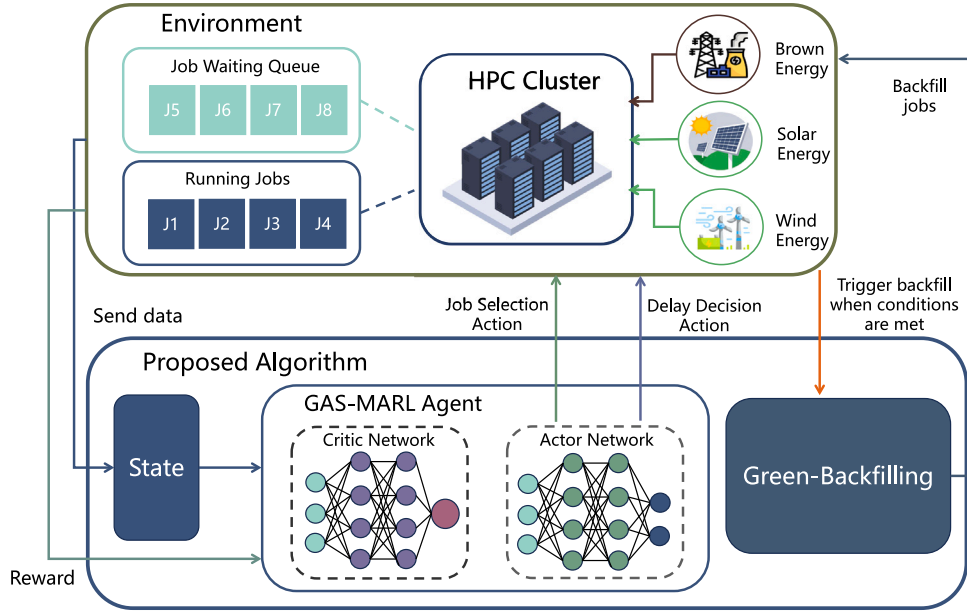 Environment
Job Waiting Queue
J5 J6 J7 J8
Running Jobs
J1 J2 J3 J4
HPC Cluster
Brown
Energy
Solar
Energy
Wind
Energy
Backfill
jobs
Send data
Job Selection
Action
Delay Decision
Action
Trigger backfill
when conditions
are met
Proposed Algorithm
State
GAS-MARL Agent
Critic Network
Actor Network
Green-Backfilling
Reward